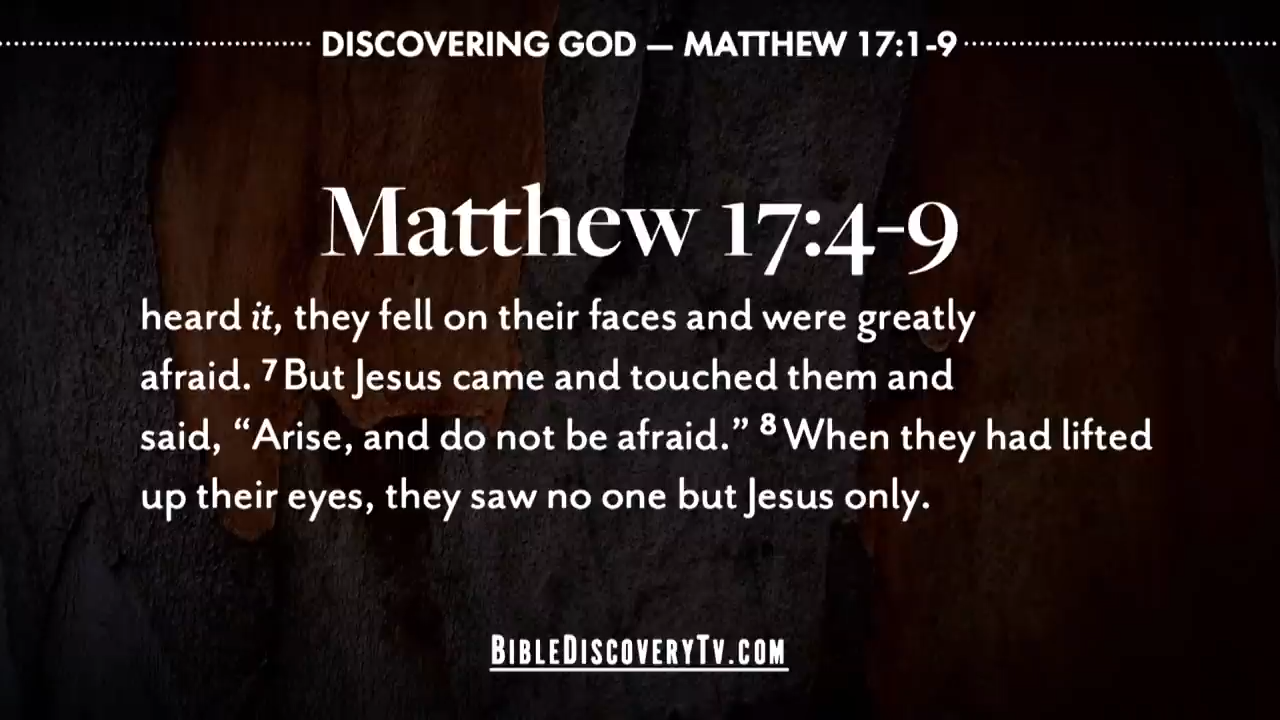 DISCOVERING GOD — MATTHEW 17:1-9
Matthew 17:4-9
heard it, they fell on their faces and were greatly
afraid. ⁷ But Jesus came and touched them and
said, “Arise, and do not be afraid.” ⁸ When they had lifted
up their eyes, they saw no one but Jesus only.
BIBLEDISCOVERYTV.COM